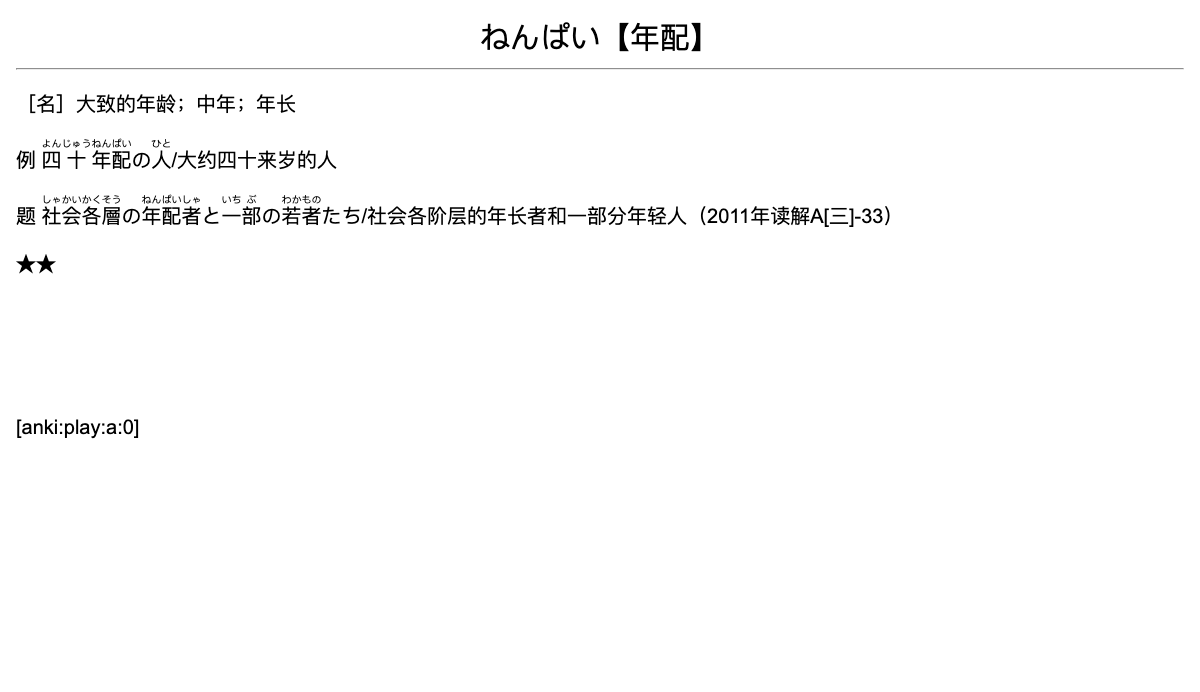 ねんぱい【年配】
［名］大致的年龄；中年；年长
よんじゅうねんぱい ひと
例 四十年配の人/大约四十来岁的人
しゃかいかくそう ねんぱいしゃ いちぶ わかもの
题 社会各層の年配者と一部の若者たち/社会各阶层的年长者和一部分年轻人（2011年读解A[三]-33）
★★
[anki:play:a:0]